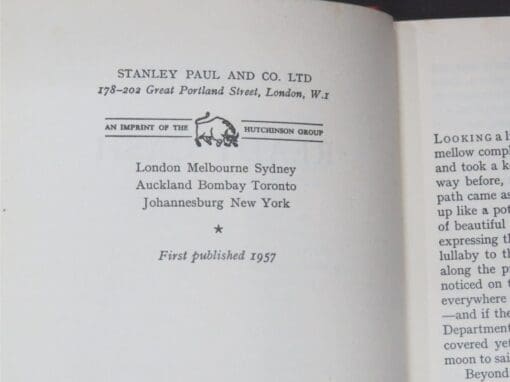 STANLEY PAUL AND CO. LTD
178–202 Great Portland Street, London, W.1
AN IMPRINT OF THE HUTCHINSON GROUP
London Melbourne Sydney
Auckland Bombay Toronto
Johannesburg New York
★
First published 1957
LOOKING a
mellow
and took a
way before,
path came as
up like a
of beautiful
expressing
lullaby to
along the
noticed on
everywhere
—and if the
Department
covered
moon to
Beyond